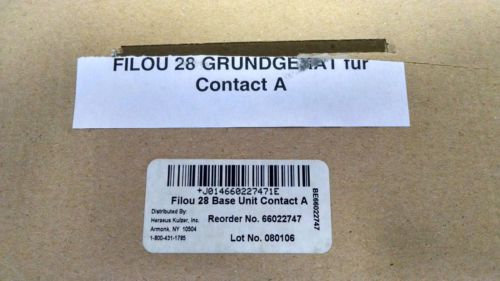 FILOU 28 GRUNDGERÄT für
Contact A
+J014660227471E
Filou 28 Base Unit Contact A
Distributed By:
Heraeus Kulzer, Inc.
Armonk, NY 10504
1-800-431-1785
Reorder No. 66022747
Lot No. 080106
BE66022747